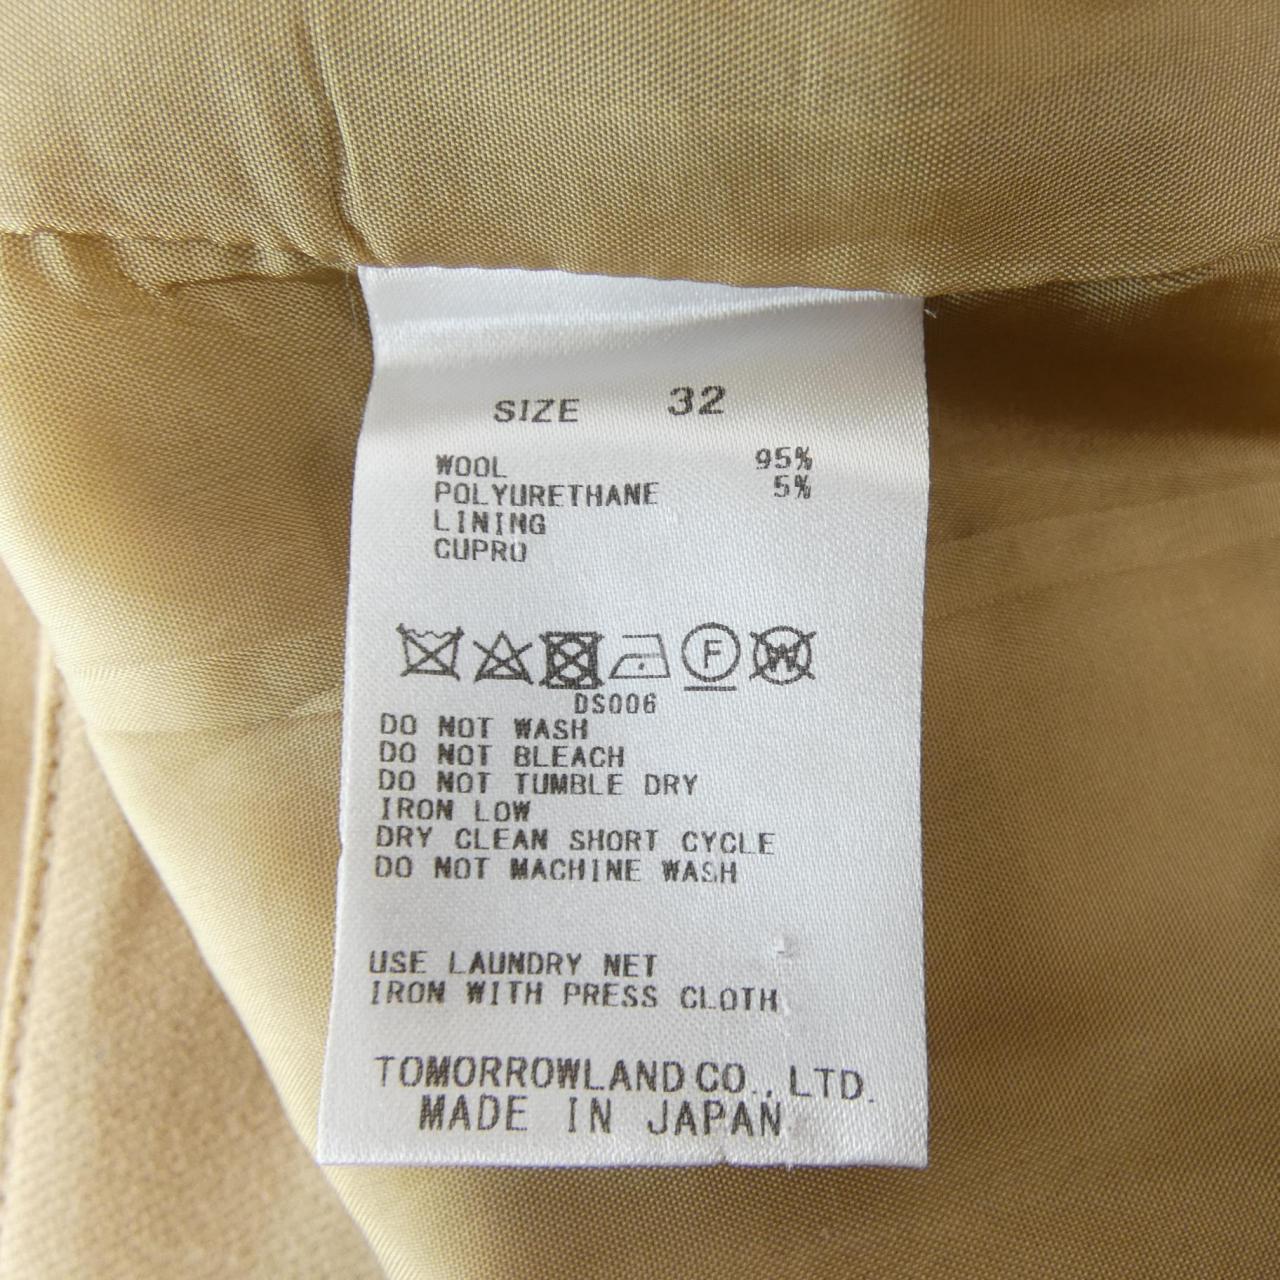 SIZE 32
WOOL 95%
POLYURETHANE 5%
LINING
CUPRO
F W
DS006
DO NOT WASH
DO NOT BLEACH
DO NOT TUMBLE DRY
IRON LOW
DRY CLEAN SHORT CYCLE
DO NOT MACHINE WASH
USE LAUNDRY NET
IRON WITH PRESS CLOTH
TOMORROWLAND CO., LTD.
MADE IN JAPAN